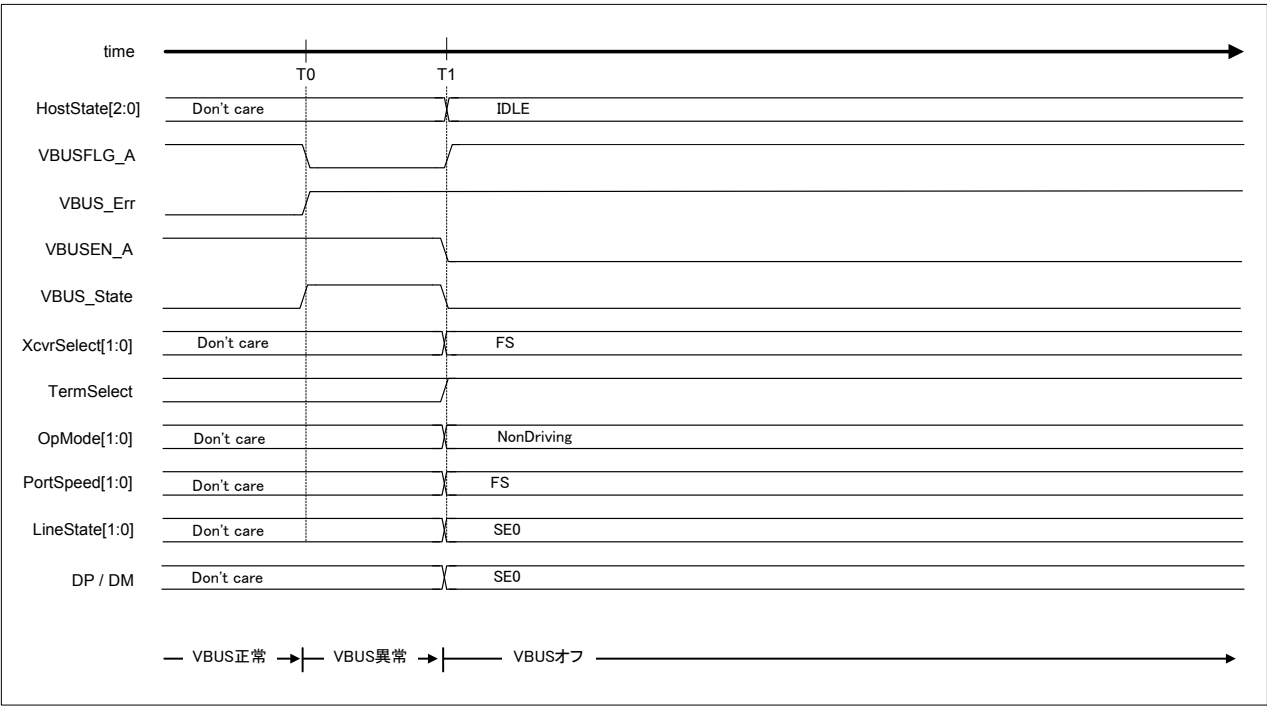 time
T0 T1
HostState[2:0] Don't care IDLE
VBUSFLG_A
VBUS_Err
VBUSEN_A
VBUS_State
XcvrSelect[1:0] Don't care FS
TermSelect
OpMode[1:0] Don't care NonDriving
PortSpeed[1:0] Don't care FS
LineState[1:0] Don't care SE0
DP / DM Don't care SE0
VBUS正常 VBUS異常 VBUSオフ